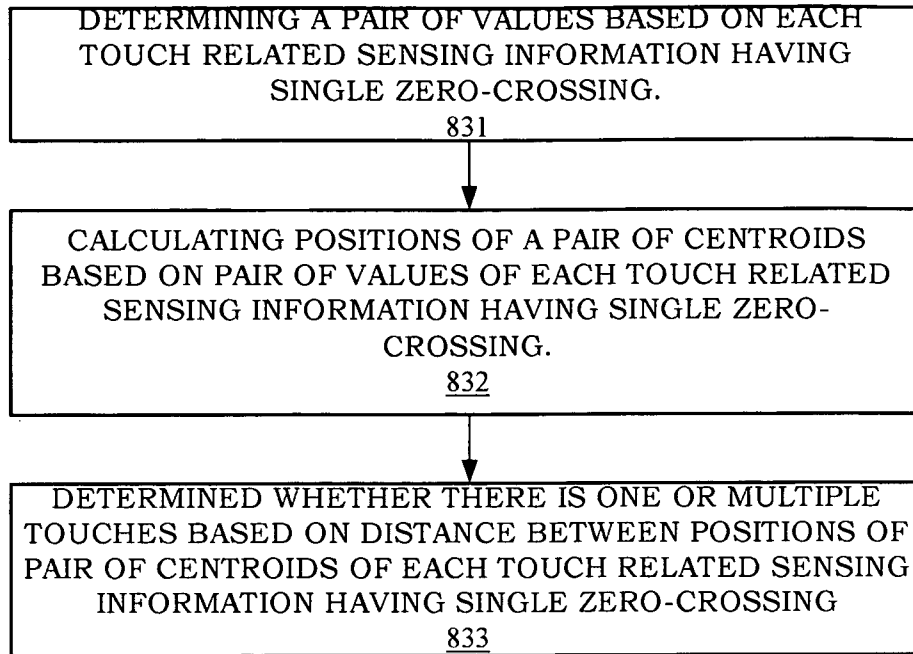 DETERMINING A PAIR OF VALUES BASED ON EACH
TOUCH RELATED SENSING INFORMATION HAVING
SINGLE ZERO-CROSSING.
831
CALCULATING POSITIONS OF A PAIR OF CENTROIDS
BASED ON PAIR OF VALUES OF EACH TOUCH RELATED
SENSING INFORMATION HAVING SINGLE ZERO-
CROSSING.
832
DETERMINED WHETHER THERE IS ONE OR MULTIPLE
TOUCHES BASED ON DISTANCE BETWEEN POSITIONS OF
PAIR OF CENTROIDS OF EACH TOUCH RELATED SENSING
INFORMATION HAVING SINGLE ZERO-CROSSING
833